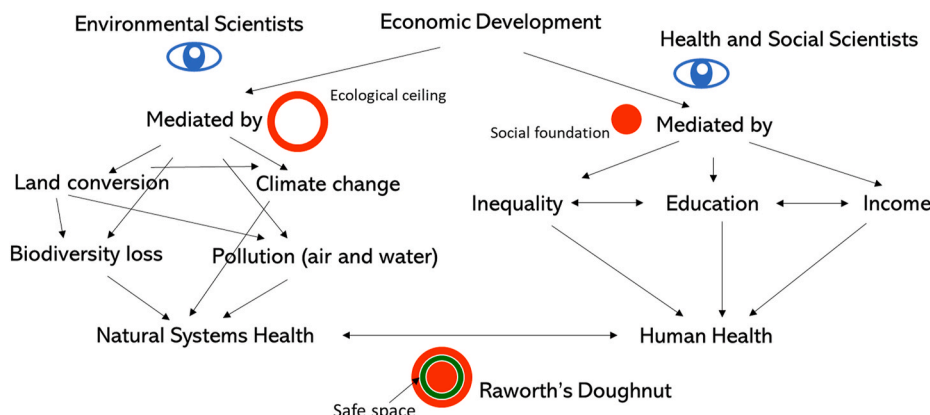 Environmental Scientists
Economic Development
Health and Social Scientists
Ecological ceiling
Mediated by
Social foundation
Mediated by
Land conversion
Climate change
Inequality
Education
Income
Biodiversity loss
Pollution (air and water)
Natural Systems Health
Human Health
Raworth's Doughnut
Safe space